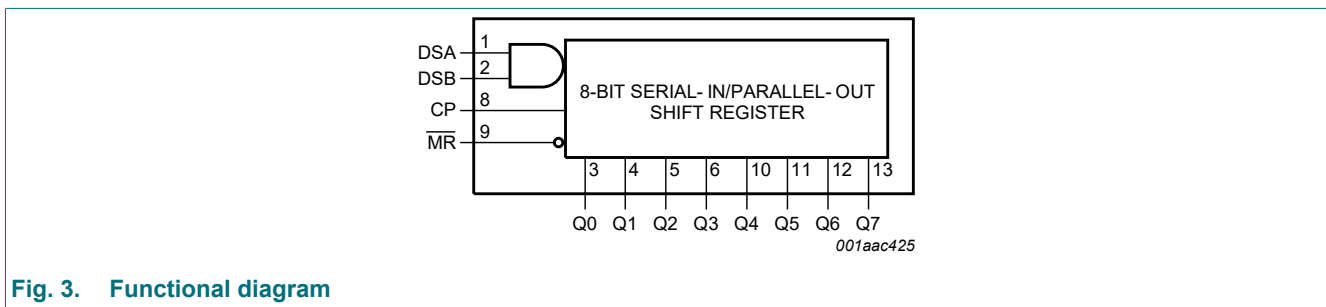 DSA 1
DSB 2
CP 8
MR 9
8-BIT SERIAL- IN/PARALLEL- OUT
SHIFT REGISTER
3 4 5 6 10 11 12 13
Q0 Q1 Q2 Q3 Q4 Q5 Q6 Q7
001aac425
Fig. 3. Functional diagram